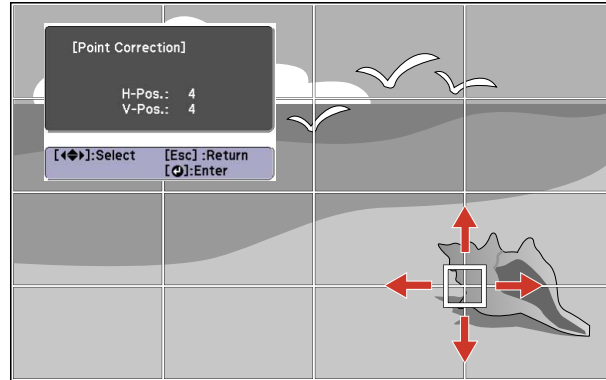 [Point Correction]
H-Pos.: 4
V-Pos.: 4
[◀◆▶]:Select [Esc] :Return
[⏎]:Enter